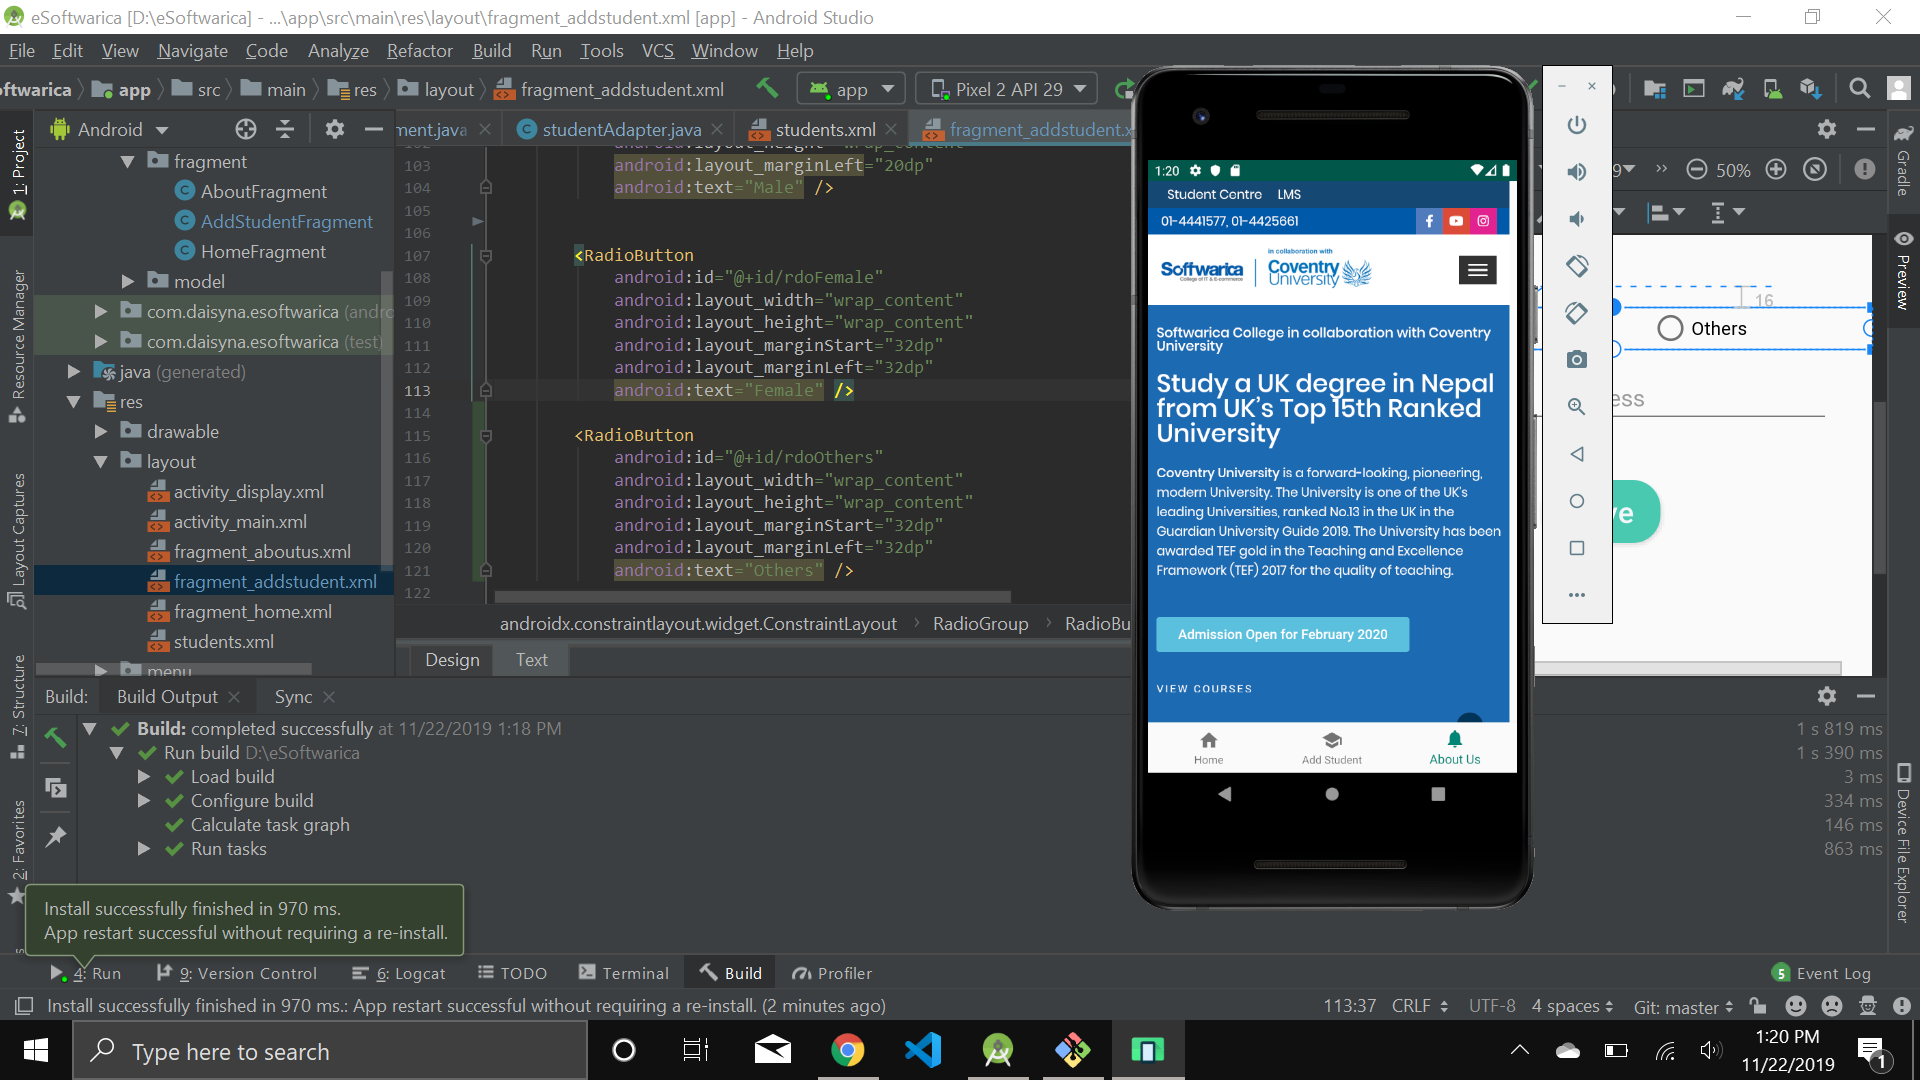 eSoftwarica [D:\eSoftwarica] - ...\app\src\main\res\layout\fragment_addstudent.xml [app] - Android Studio
File Edit View Navigate Code Analyze Refactor Build Run Tools VCS Window Help
oftwarica app src main res layout fragment_addstudent.xml app Pixel 2 API 29
Android
ment.java studentAdapter.java students.xml fragment_addstudent.x
1: Project
Resource Manager
Layout Captures
7: Structure
2: Favorites
fragment
AboutFragment
AddStudentFragment
HomeFragment
model
com.daisyna.esoftwarica (andro
com.daisyna.esoftwarica (test)
java (generated)
res
drawable
layout
activity_display.xml
activity_main.xml
fragment_aboutus.xml
fragment_addstudent.xml
fragment_home.xml
students.xml
menu
103 android:layout_marginLeft="20dp"
104 android:text="Male" />
105
106
107 <RadioButton
108 android:id="@+id/rdoFemale"
109 android:layout_width="wrap_content"
110 android:layout_height="wrap_content"
111 android:layout_marginStart="32dp"
112 android:layout_marginLeft="32dp"
113 android:text="Female" />
114
115 <RadioButton
116 android:id="@+id/rdoOthers"
117 android:layout_width="wrap_content"
118 android:layout_height="wrap_content"
119 android:layout_marginStart="32dp"
120 android:layout_marginLeft="32dp"
121 android:text="Others" />
122
androidx.constraintlayout.widget.ConstraintLayout RadioGroup RadioBu
Design Text
1:20
Student Centre LMS
01-4441577, 01-4425661
Softwarica
College of IT & E-commerce
in collaboration with
Coventry
University
Softwarica College in collaboration with Coventry
University
Study a UK degree in Nepal
from UK's Top 15th Ranked
University
Coventry University is a forward-looking, pioneering,
modern University. The University is one of the UK's
leading Universities, ranked No.13 in the UK in the
Guardian University Guide 2019. The University has been
awarded TEF gold in the Teaching and Excellence
Framework (TEF) 2017 for the quality of teaching.
Admission Open for February 2020
VIEW COURSES
Home Add Student About Us
50%
16
Others
ess
ve
Gradle
Preview
Device File Explorer
Build: Build Output Sync
Build: completed successfully at 11/22/2019 1:18 PM 1 s 819 ms
Run build D:\eSoftwarica 1 s 390 ms
Load build 3 ms
Configure build 334 ms
Calculate task graph 146 ms
Run tasks 863 ms
Install successfully finished in 970 ms.
App restart successful without requiring a re-install.
4: Run 9: Version Control 6: Logcat TODO Terminal Build Profiler 5 Event Log
Install successfully finished in 970 ms.: App restart successful without requiring a re-install. (2 minutes ago) 113:37 CRLF UTF-8 4 spaces Git: master
Type here to search
1:20 PM
11/22/2019
1